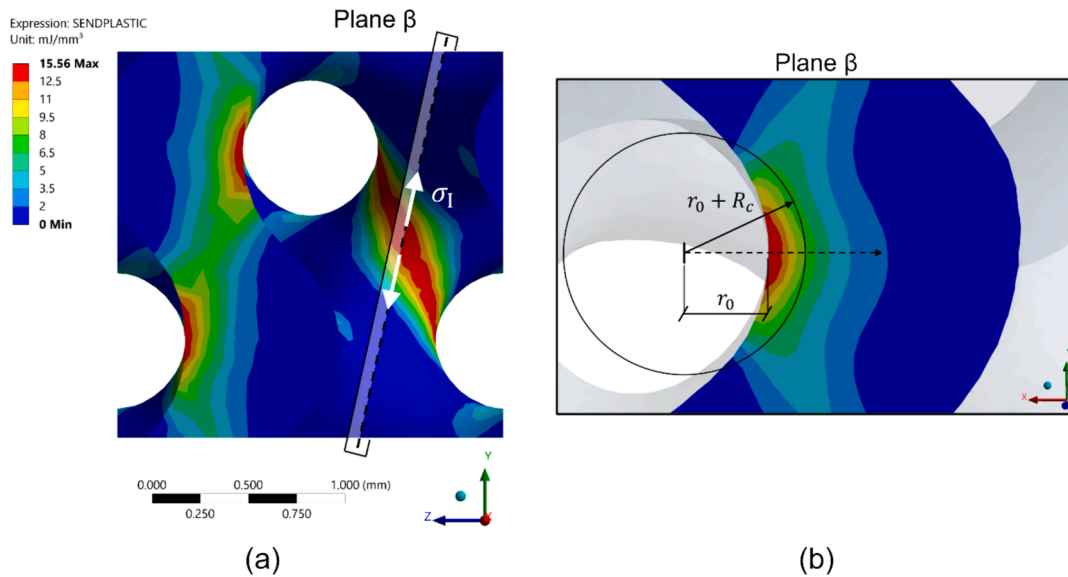 Expression: SENDPLASTIC
Unit: mJ/mm³
15.56 Max
12.5
11
9.5
8
6.5
5
3.5
2
0 Min
Plane β
σI
0.000
0.500
1.000 (mm)
0.250
0.750
Y
Z
X
(a)
Plane β
r₀ + R꜀
r₀
X
(b)